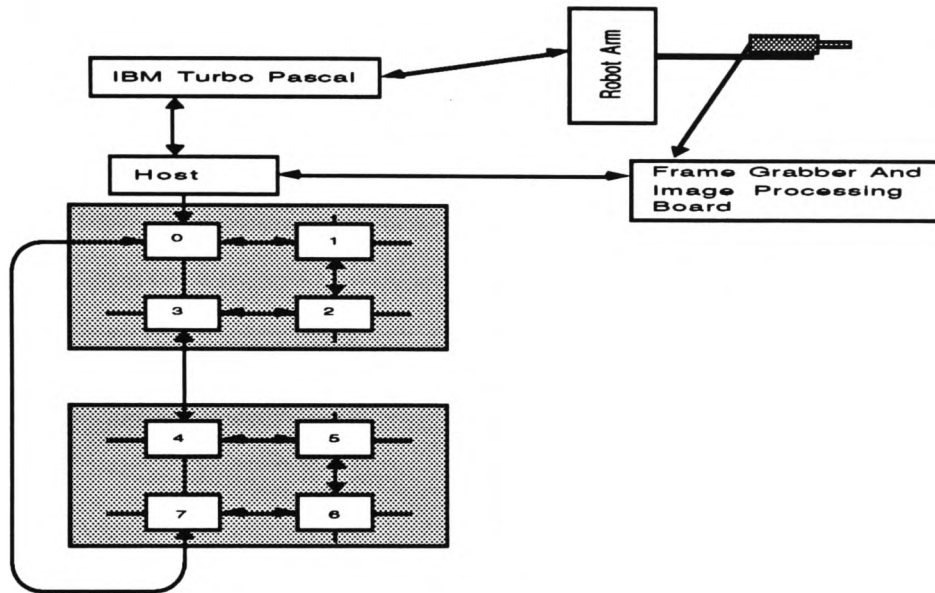 IBM Turbo Pascal
Robot Arm
Host
Frame Grabber And
Image Processing
Board
0
1
3
2
4
5
7
6